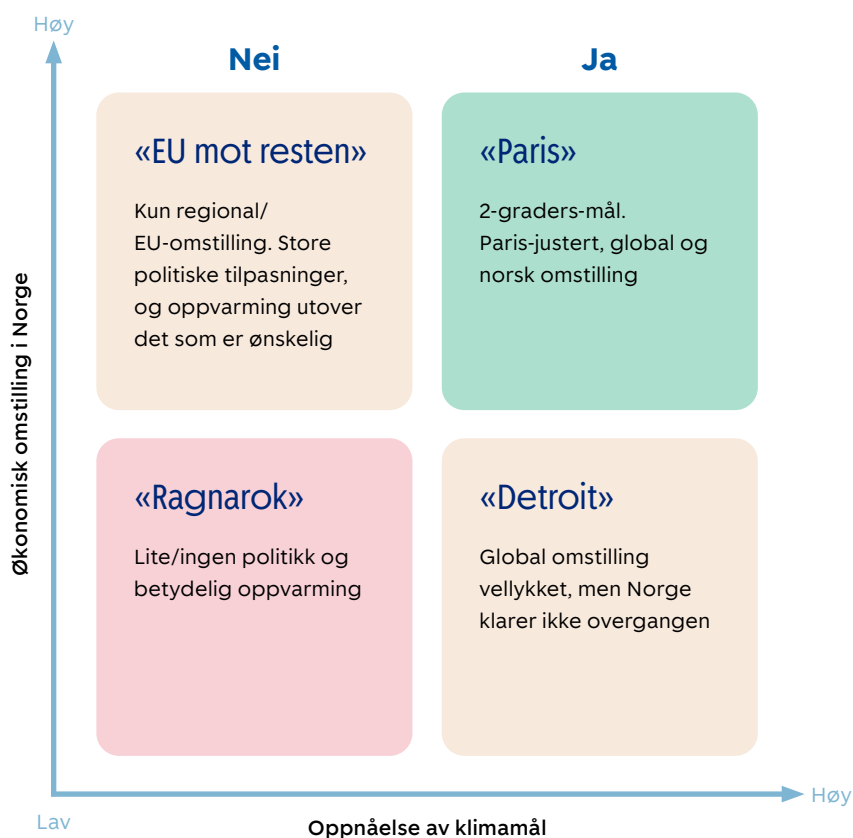 Høy
Nei
Ja
«EU mot resten»
Kun regional/
EU-omstilling. Store
politiske tilpasninger,
og oppvarming utover
det som er ønskelig
«Paris»
2-graders-mål.
Paris-justert, global og
norsk omstilling
Økonomisk omstilling i Norge
«Ragnarok»
Lite/ingen politikk og
betydelig oppvarming
«Detroit»
Global omstilling
vellykket, men Norge
klarer ikke overgangen
Høy
Lav
Oppnåelse av klimamål